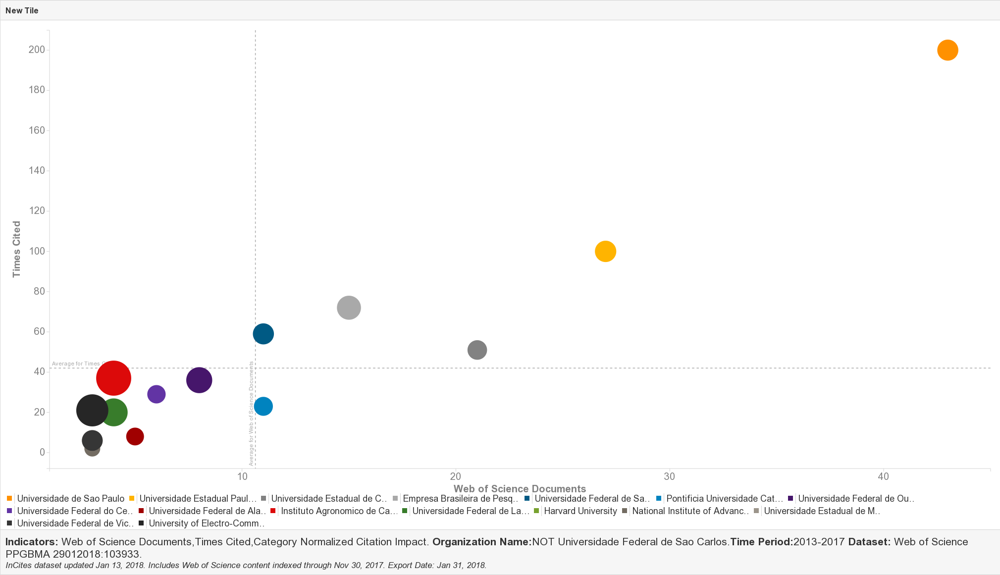 New Tile
200
180
160
140
120
100
80
60
40
20
0
Times Cited
Average for Times
Average for Web of Science Documents
10 20 30 40
Web of Science Documents
Universidade de Sao Paulo Universidade Estadual Paul... Universidade Estadual de C.. Empresa Brasileira de Pesq.. Universidade Federal de Sa.. Pontificia Universidade Cat... Universidade Federal de Ou..
Universidade Federal do Ce.. Universidade Federal de Ala.. Instituto Agronomico de Ca... Universidade Federal de La... Harvard University National Institute of Advanc.. Universidade Estadual de M..
Universidade Federal de Vic.. University of Electro-Comm..
Indicators: Web of Science Documents,Times Cited,Category Normalized Citation Impact. Organization Name:NOT Universidade Federal de Sao Carlos.Time Period:2013-2017 Dataset: Web of Science
PPGBMA 29012018:103933.
InCites dataset updated Jan 13, 2018. Includes Web of Science content indexed through Nov 30, 2017. Export Date: Jan 31, 2018.